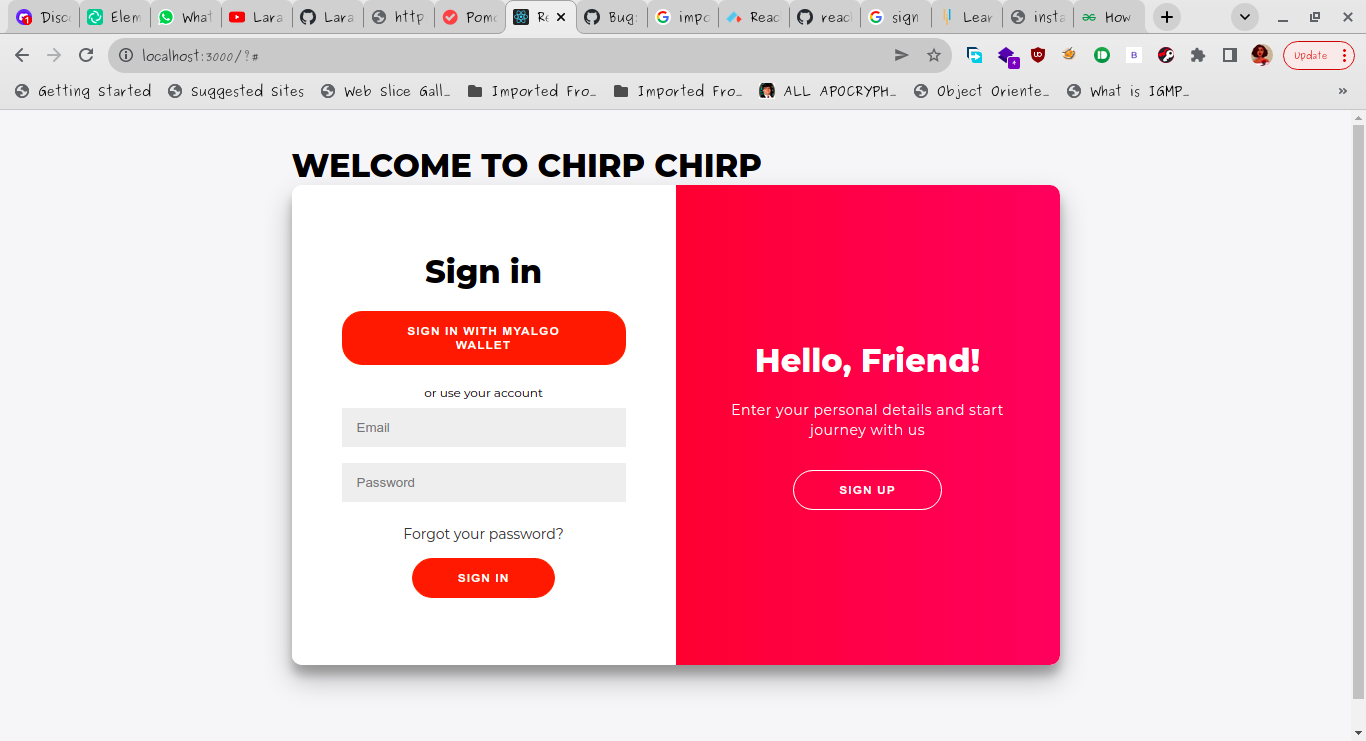 Disco
Elem
What
Lara
Lara
http
Pomo
Re
Bug:
impo
Reac
reac
sign
Lear
insta
How
localhost:3000/?#
Update
Getting Started
Suggested Sites
Web Slice Gall...
Imported Fro...
Imported Fro...
ALL APOCRYPH...
Object Oriente...
What is IGMP...
WELCOME TO CHIRP CHIRP
Sign in
SIGN IN WITH MYALGO
WALLET
or use your account
Email
Password
Forgot your password?
SIGN IN
Hello, Friend!
Enter your personal details and start
journey with us
SIGN UP